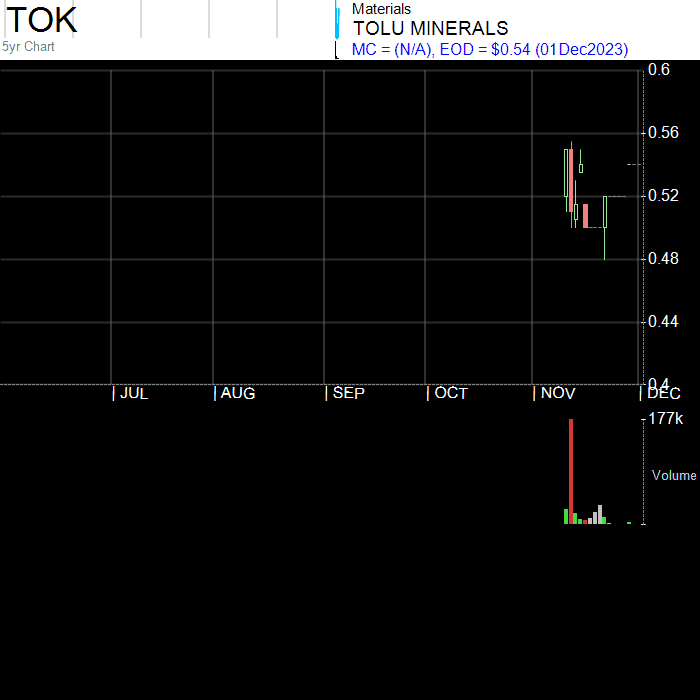 TOK
5yr Chart
Materials
TOLU MINERALS
MC = (N/A), EOD = $0.54 (01Dec2023)
0.6
0.56
0.52
0.48
0.44
0.4
| JUL | AUG | SEP | OCT | NOV | DEC
177k
Volume